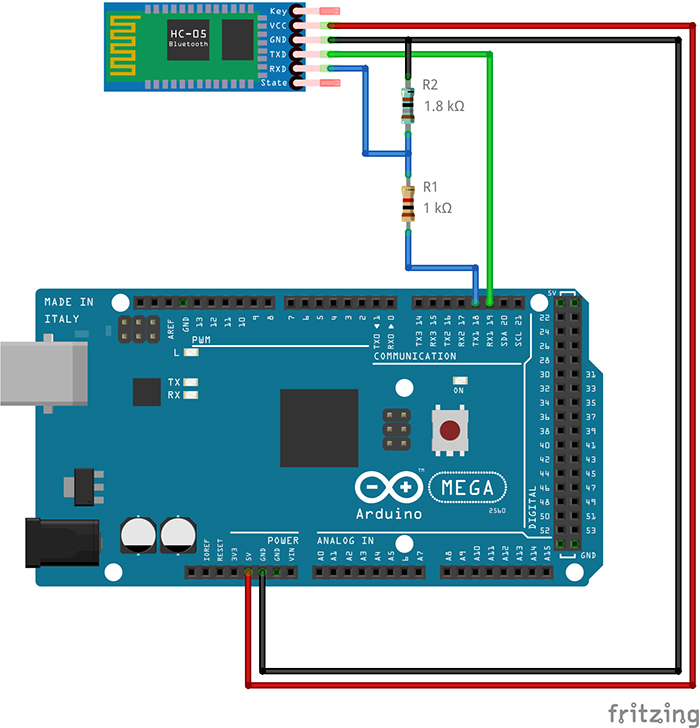 HC-05
Bluetooth
Key
VCC
GND
TXD
RXD
State
R2
1.8 kΩ
R1
1 kΩ
MADE IN
ITALY
AREF
GND
13
12
11
10
9
8
7
6
5
4
3
2
TX0 ◀ 1
RX0 ▶ 0
TX3 14
RX3 15
TX2 16
RX2 17
TX1 18
RX1 19
SDA 20
SCL 21
5V
PWM
COMMUNICATION
L
TX
RX
ON
22
24
26
28
30
32
34
36
38
40
42
44
46
48
50
52
31
33
35
37
39
41
43
45
47
49
51
53
DIGITAL
GND
™
MEGA
2560
Arduino
POWER
ANALOG IN
IOREF
RESET
3V3
5V
GND
GND
VIN
A0
A1
A2
A3
A4
A5
6
A7
A8
A9
A10
A11
A12
A13
A14
A15
fritzing